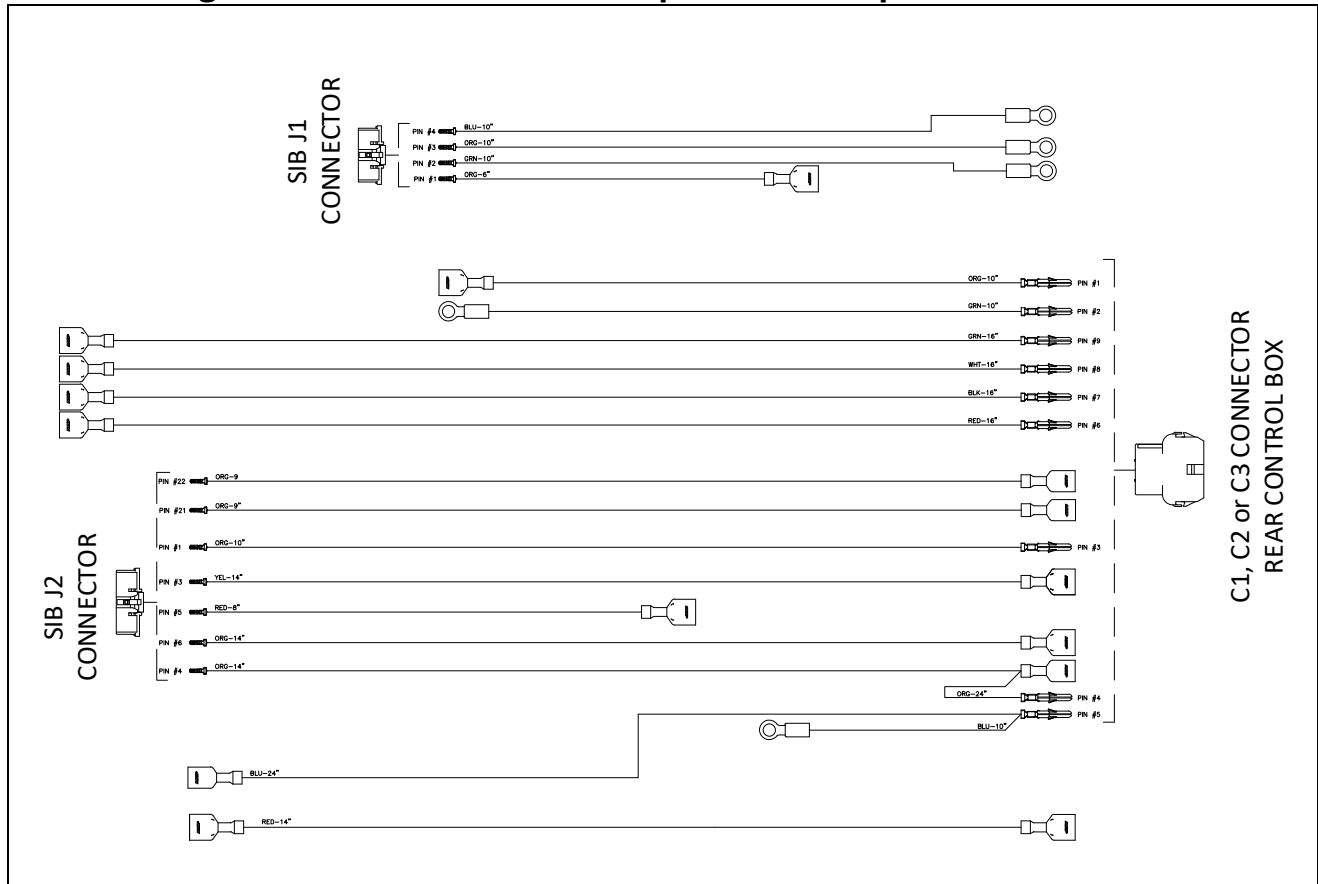 SIB J1
CONNECTOR
PIN #4 BLU-10"
PIN #3 ORG-10"
PIN #2 GRN-10"
PIN #1 ORG-6"
ORG-10" PIN #1
GRN-10" PIN #2
GRN-16" PIN #9
WHT-16" PIN #8
BLK-16" PIN #7
RED-16" PIN #6
C1, C2 or C3 CONNECTOR
REAR CONTROL BOX
SIB J2
CONNECTOR
PIN #22 ORG-9
PIN #21 ORG-9"
PIN #1 ORG-10" PIN #3
PIN #3 YEL-14"
PIN #5 RED-8"
PIN #6 ORG-14"
PIN #4 ORG-14"
ORG-24" PIN #4
PIN #5
BLU-10"
BLU-24"
RED-14"